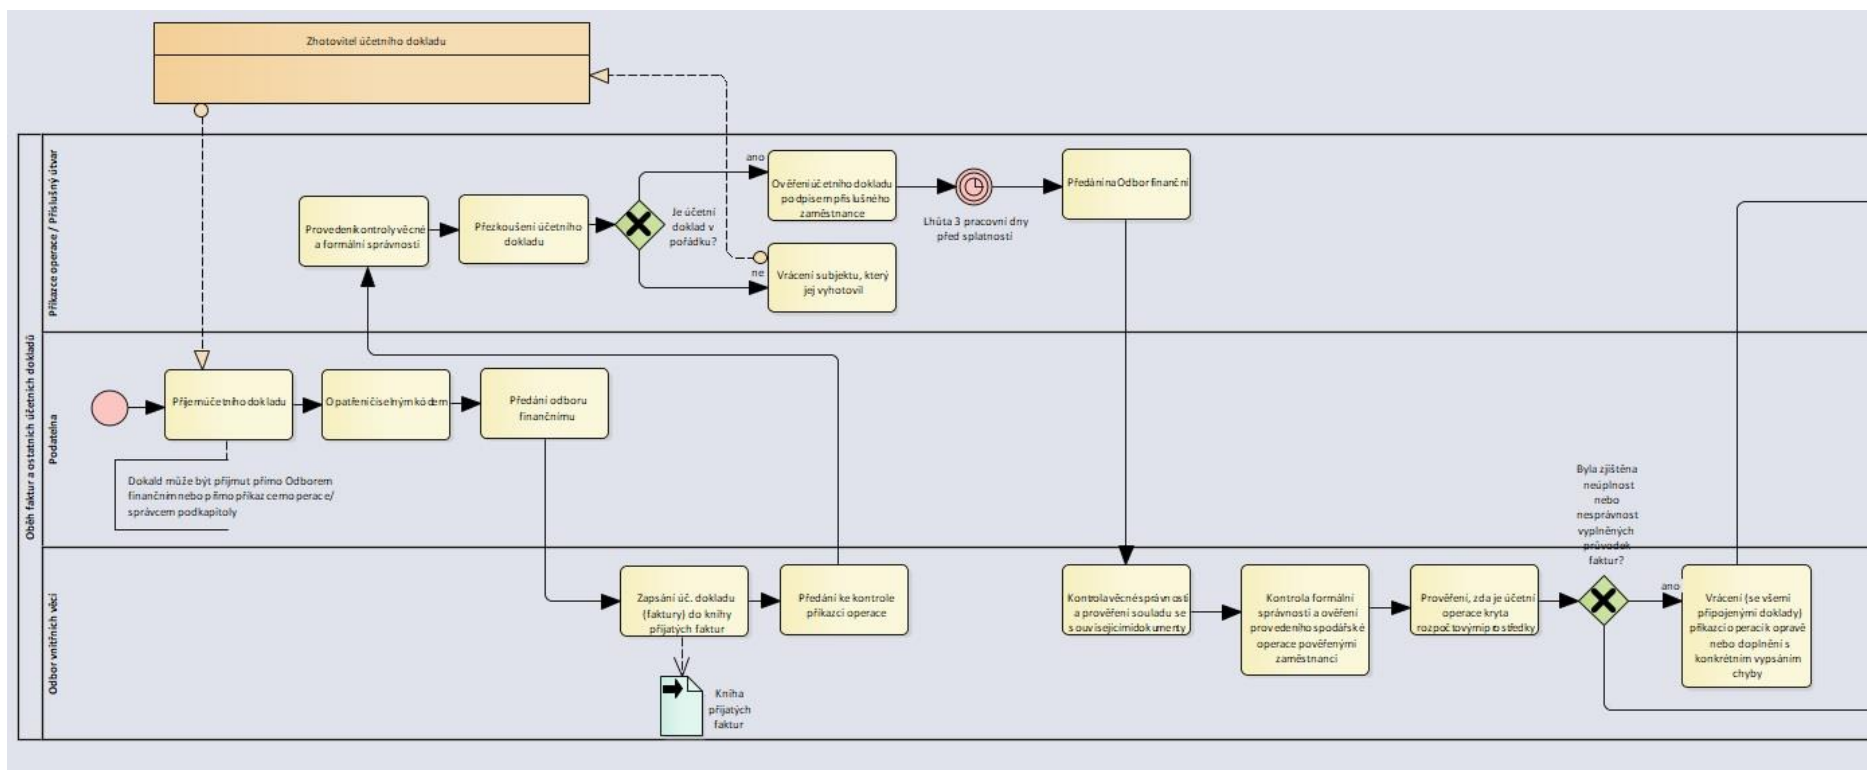 Zhotovitel účetního dokladu
Oběh faktur a ostatních účetních dokladů
Příkazce operace / Příslušný útvar
Provedení kontroly věcné
a formální správnosti
Přezkoušení účetního
dokladu
Je účetní
doklad v
pořádku?
ano
Ověření účetního dokladu
podpisem příslušného
zaměstnance
ne
Vrácení subjektu, který
jej vyhotovil
Lhůta 3 pracovní dny
před splatností
Předání na Odbor finanční
Podatelna
Příjem účetního dokladu
Opatření číselným kódem
Předání odboru
finančnímu
Dokald může být přijmut přímo Odborem
finančním nebo přímo příkazcem operace/
správcem podkapitoly
Odbor vnitřních věcí
Zapsání úč. dokladu
(faktury) do knihy
přijatých faktur
Kniha
přijatých
faktur
Předání ke kontrole
příkazci operace
Kontrola věcné správnosti
a prověření souladu se
souvisejícími dokumenty
Kontrola formální
správnosti a ověření
provedení spodářské
operace pověřenými
zaměstnanci
Prověření, zda je účetní
operace kryta
rozpočtovými prostředky
Byla zjištěna
neúplnost
nebo
nesprávnost
vyplněných
průvodek
faktur?
ano
Vrácení (se všemi
připojenými doklady)
příkazci operací k opravě
nebo doplnění s
konkrétním vypsáním
chyby